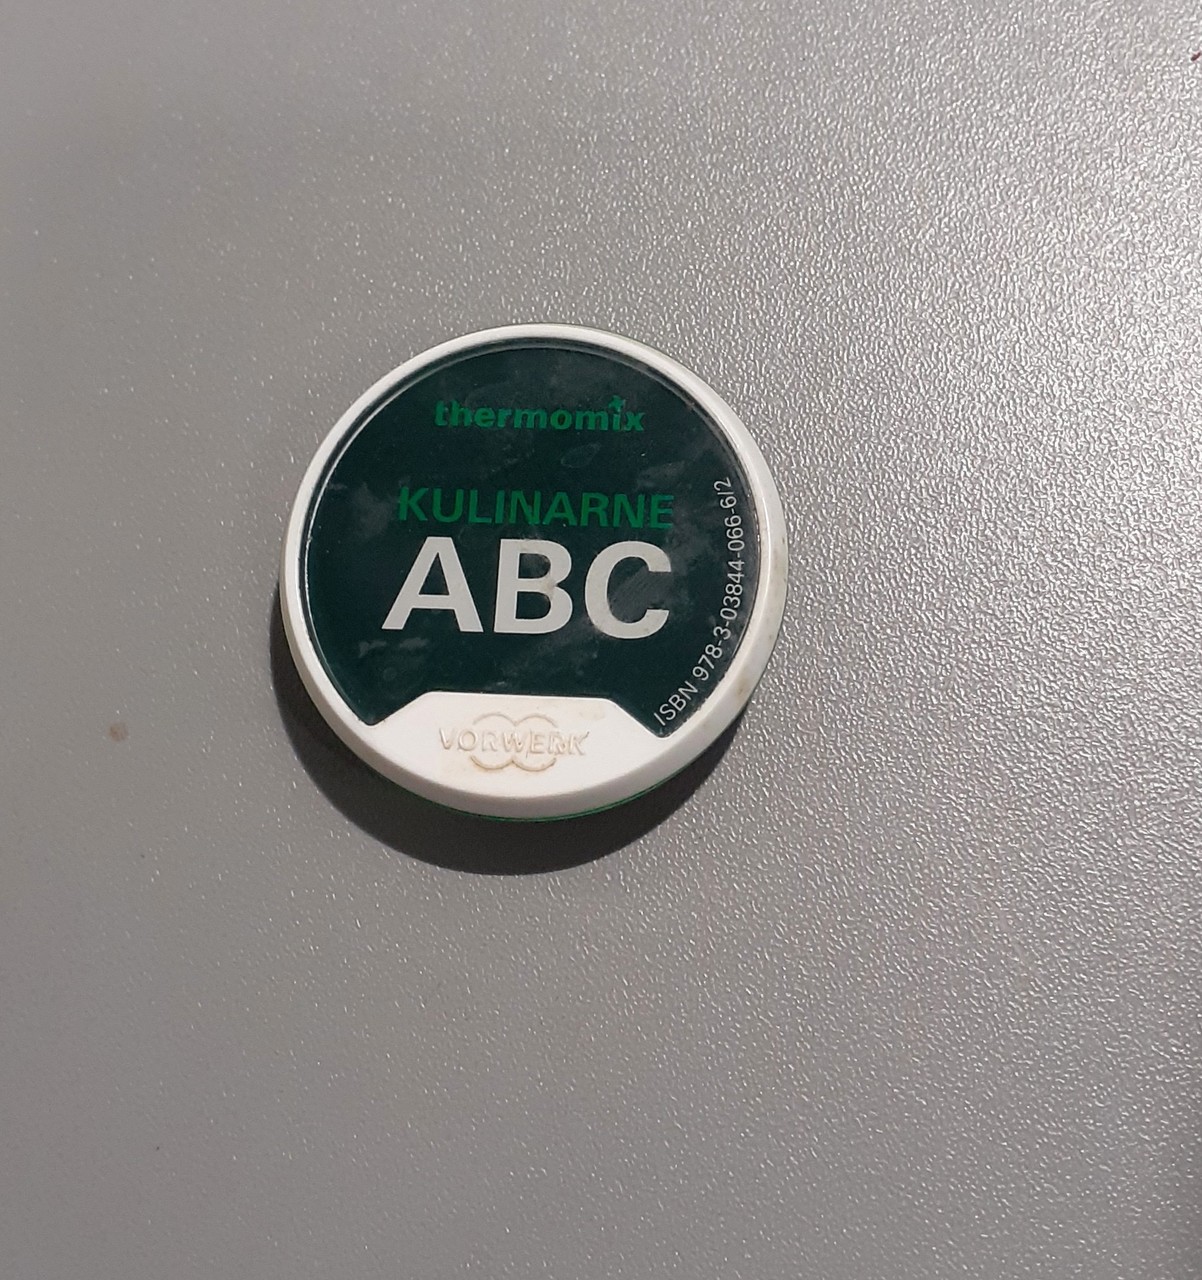 thermomix
KULINARNE
ABC
ISBN 978-3-03844-066-6/2
VORWERK